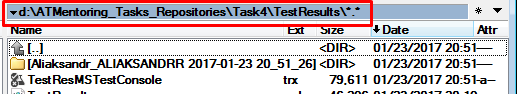 d:\ATMentoring_Tasks_Repositories\Task4\TestResults\*.* * ▼
Name Ext Size ↓Date Attr
[..] <DIR> 01/23/2017 20:51----
[Aliaksandr_ALIAKSANDRR 2017-01-23 20_51_26] <DIR> 01/23/2017 20:51----
TestResMSTestConsole trx 79,611 01/23/2017 20:51-a--